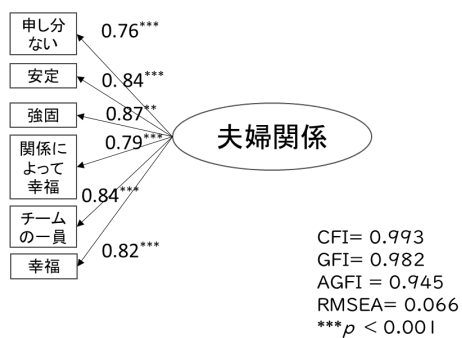 申し分
ない
0.76***
安定
0. 84***
強固
0.87**
夫婦関係
関係に
よって
幸福
0.79***
0.84***
チーム
の一員
幸福
0.82***
CFI= 0.993
GFI= 0.982
AGFI = 0.945
RMSEA= 0.066
***p < 0.001